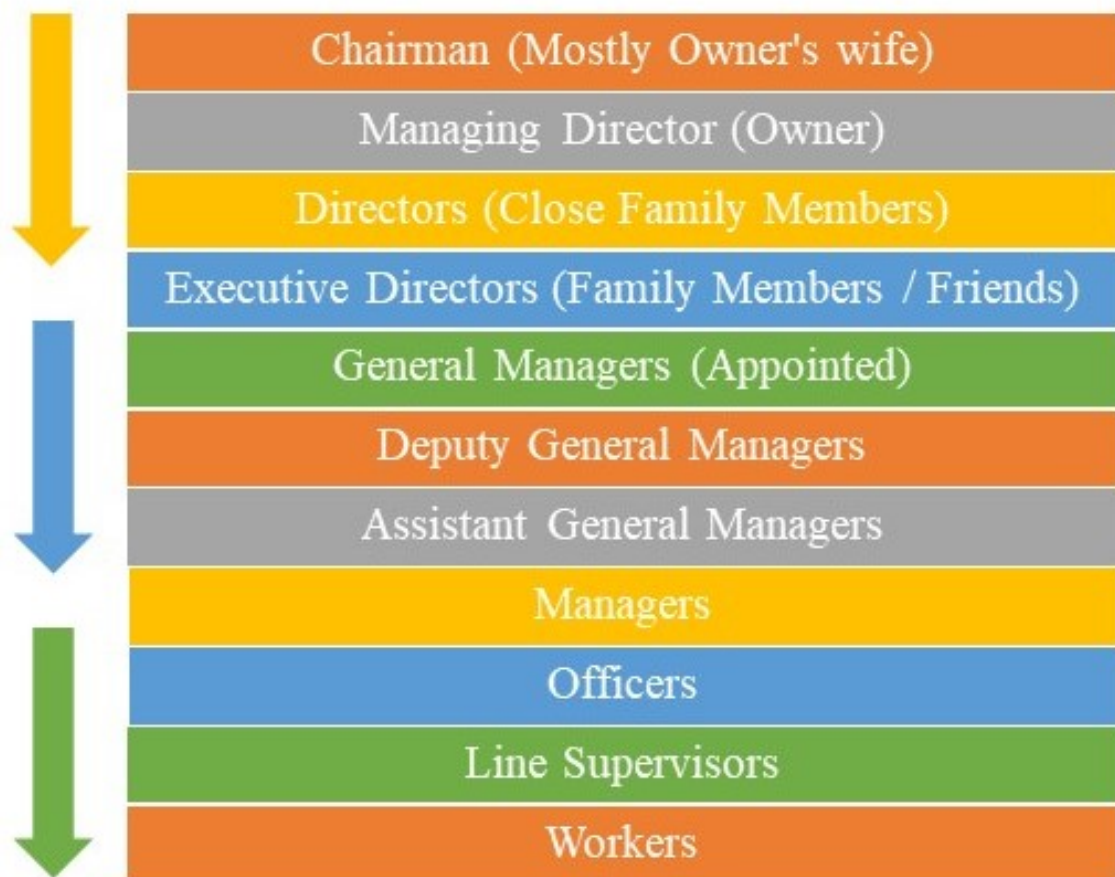 Chairman (Mostly Owner's wife)
Managing Director (Owner)
Directors (Close Family Members)
Executive Directors (Family Members / Friends)
General Managers (Appointed)
Deputy General Managers
Assistant General Managers
Managers
Officers
Line Supervisors
Workers